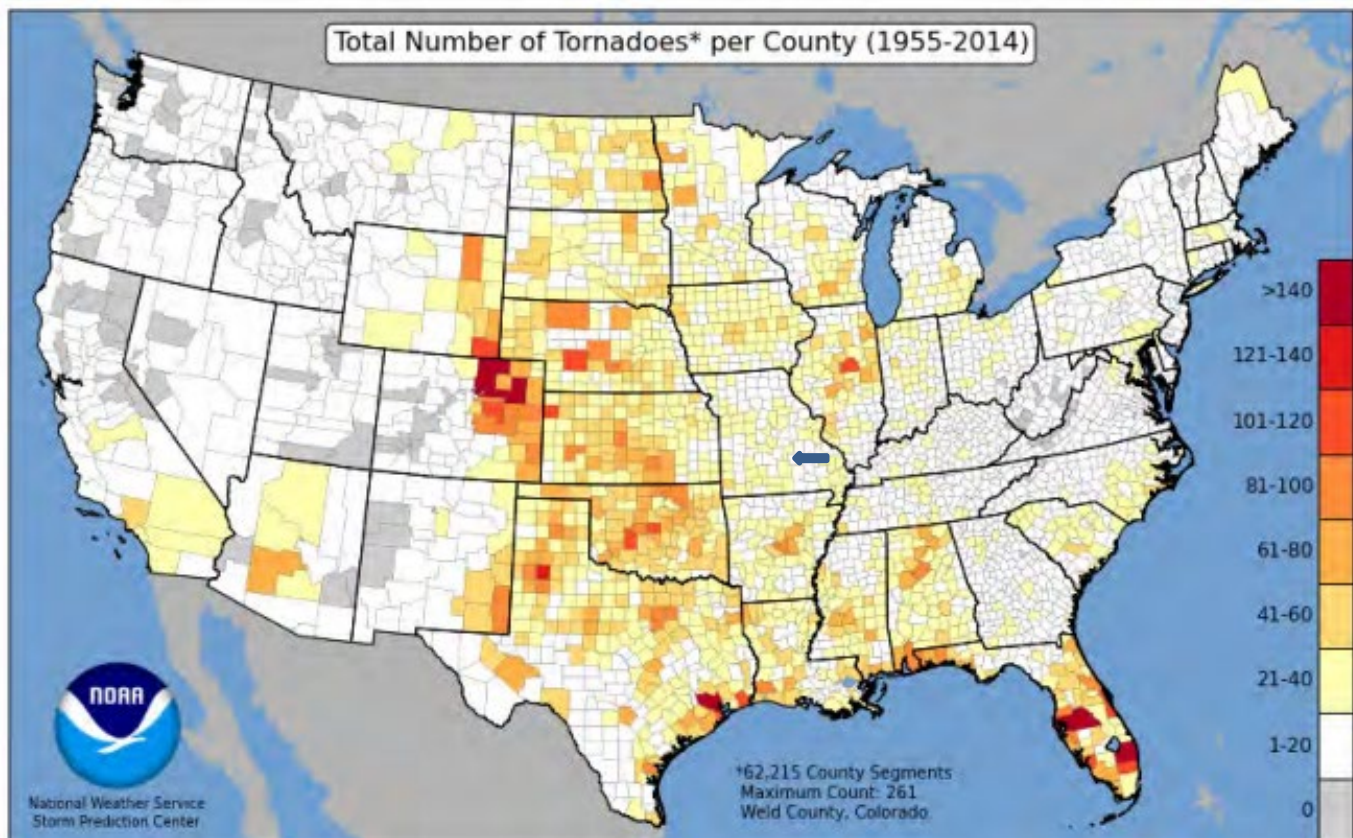 Total Number of Tornadoes* per County (1955-2014)
>140
121-140
101-120
81-100
61-80
41-60
21-40
1-20
0
NOAA
National Weather Service
Storm Prediction Center
*62,215 County Segments
Maximum Count: 261
Weld County, Colorado